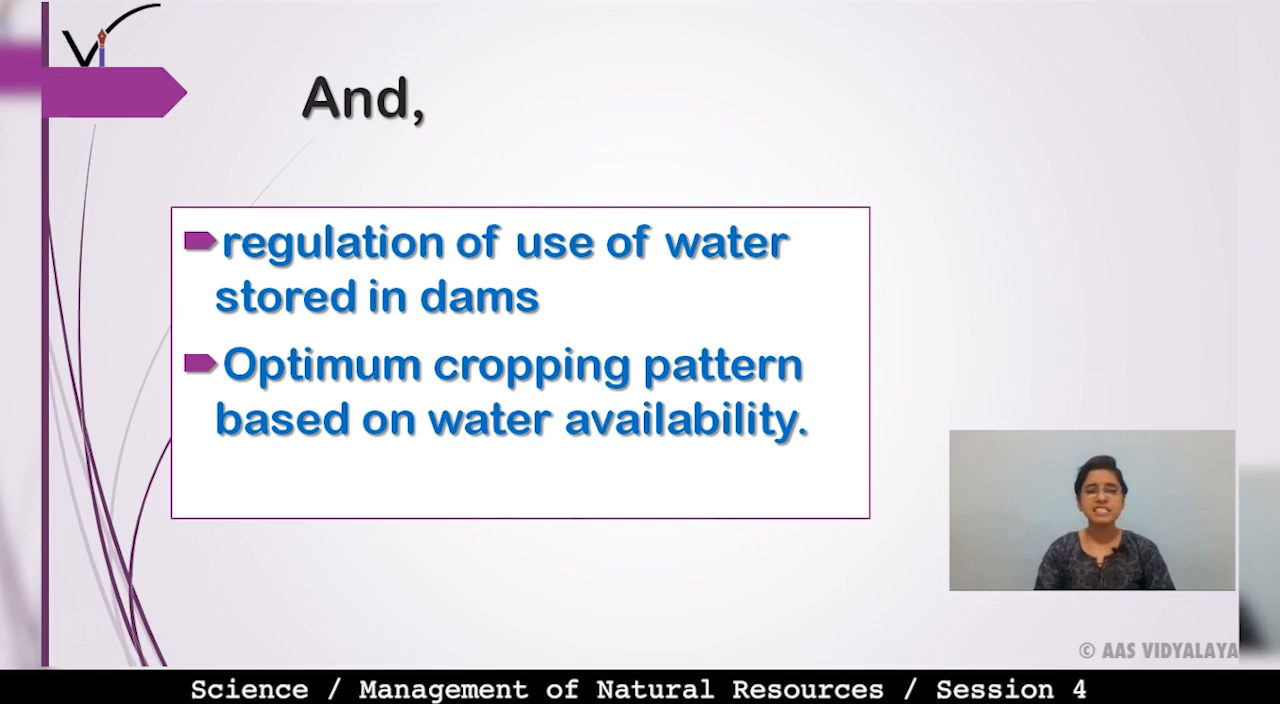 And,
regulation of use of water
stored in dams
Optimum cropping pattern
based on water availability.
© AAS VIDYALAYA
Science / Management of Natural Resources / Session 4